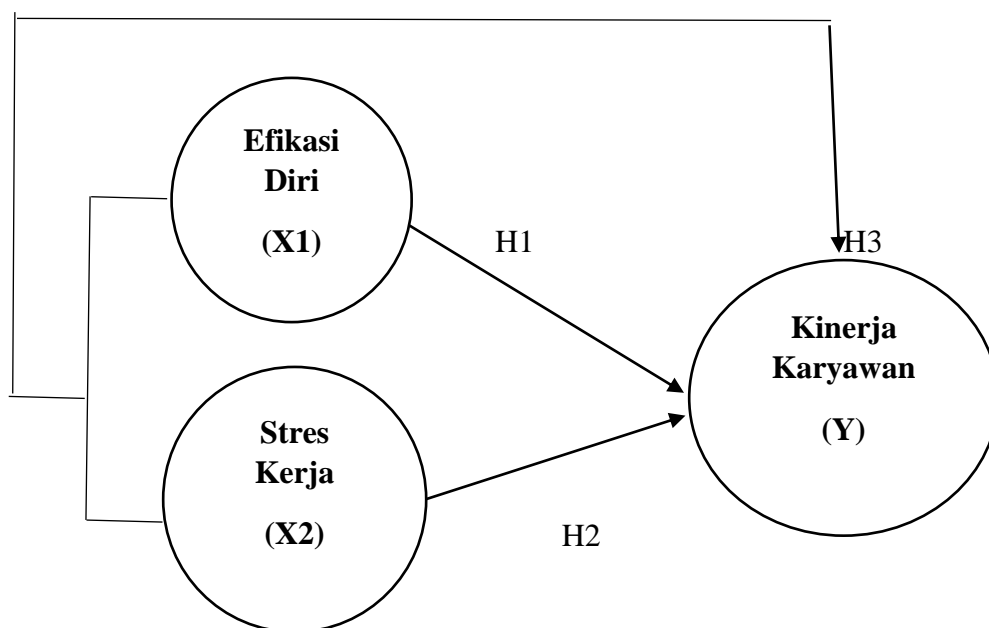 Efikasi
Diri
(X1)
H1
H3
Kinerja
Karyawan
(Y)
Stres
Kerja
(X2)
H2